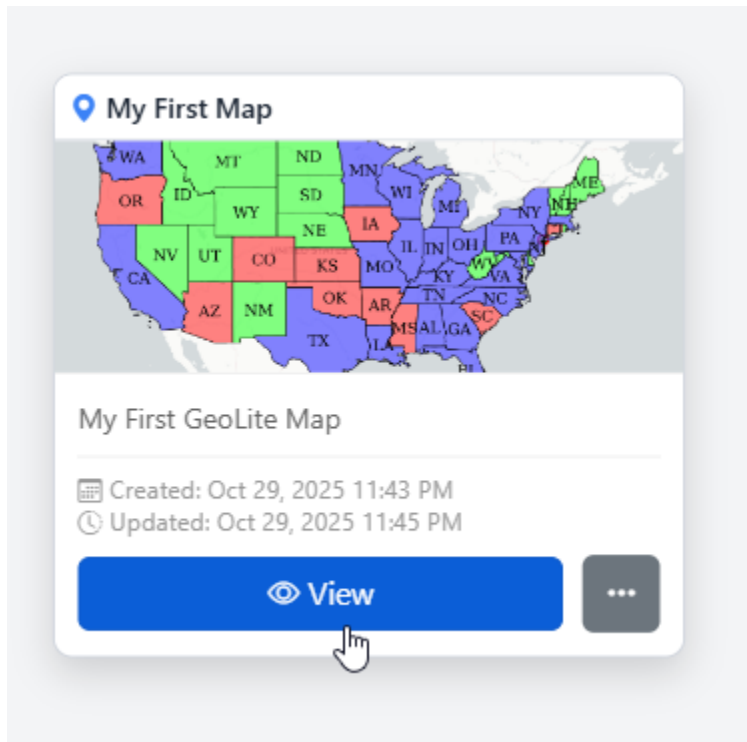 My First Map
WA MT ND MN
OR ID SD WI MI ME
WY NE IA NY NH
NV UT CO KS IL IN OH PA NJ
CA MO KY WV VA
AZ NM OK AR TN NC
TX MS AL GA SC
LA
My First GeoLite Map
Created: Oct 29, 2025 11:43 PM
Updated: Oct 29, 2025 11:45 PM
View